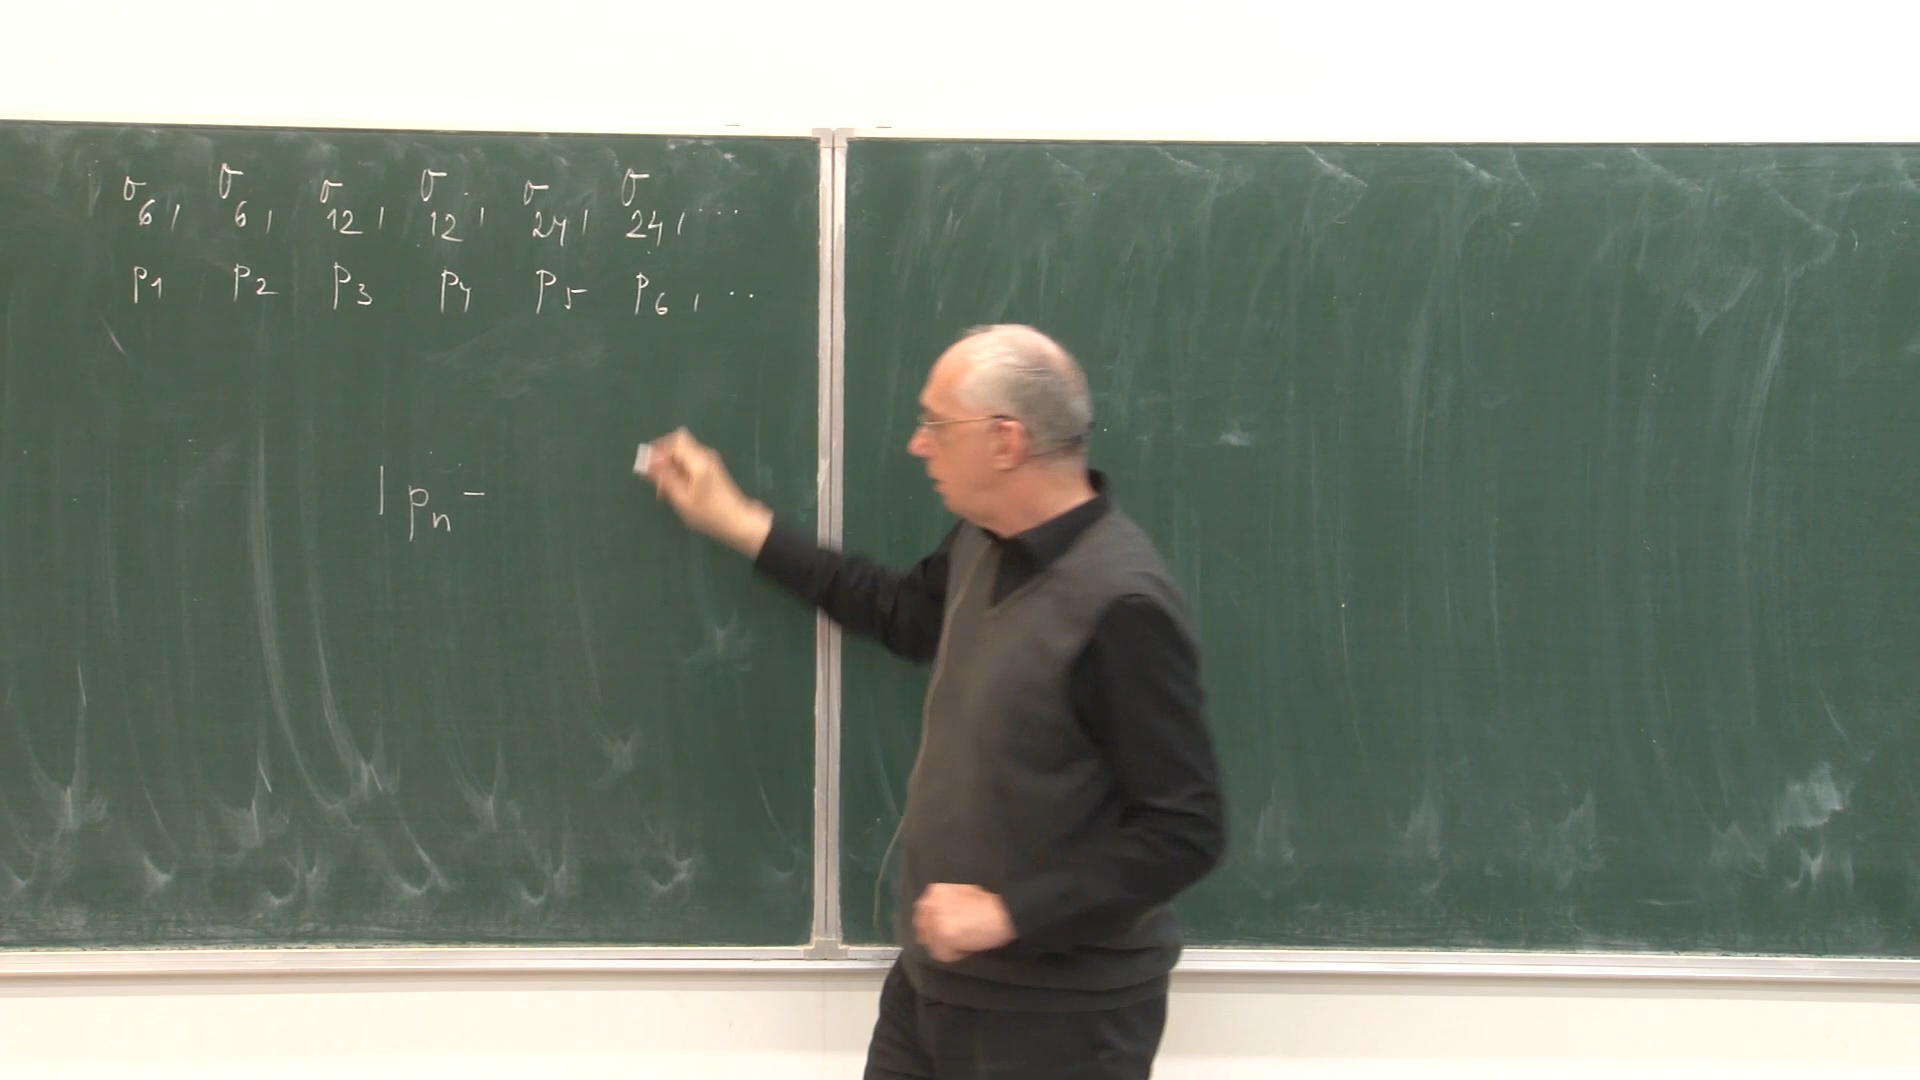 σ₆, σ₆, σ₁₂, σ₁₂, σ₂₄, σ₂₄, ...
p₁ p₂ p₃ p₄ p₅ p₆, ..
| pₙ −